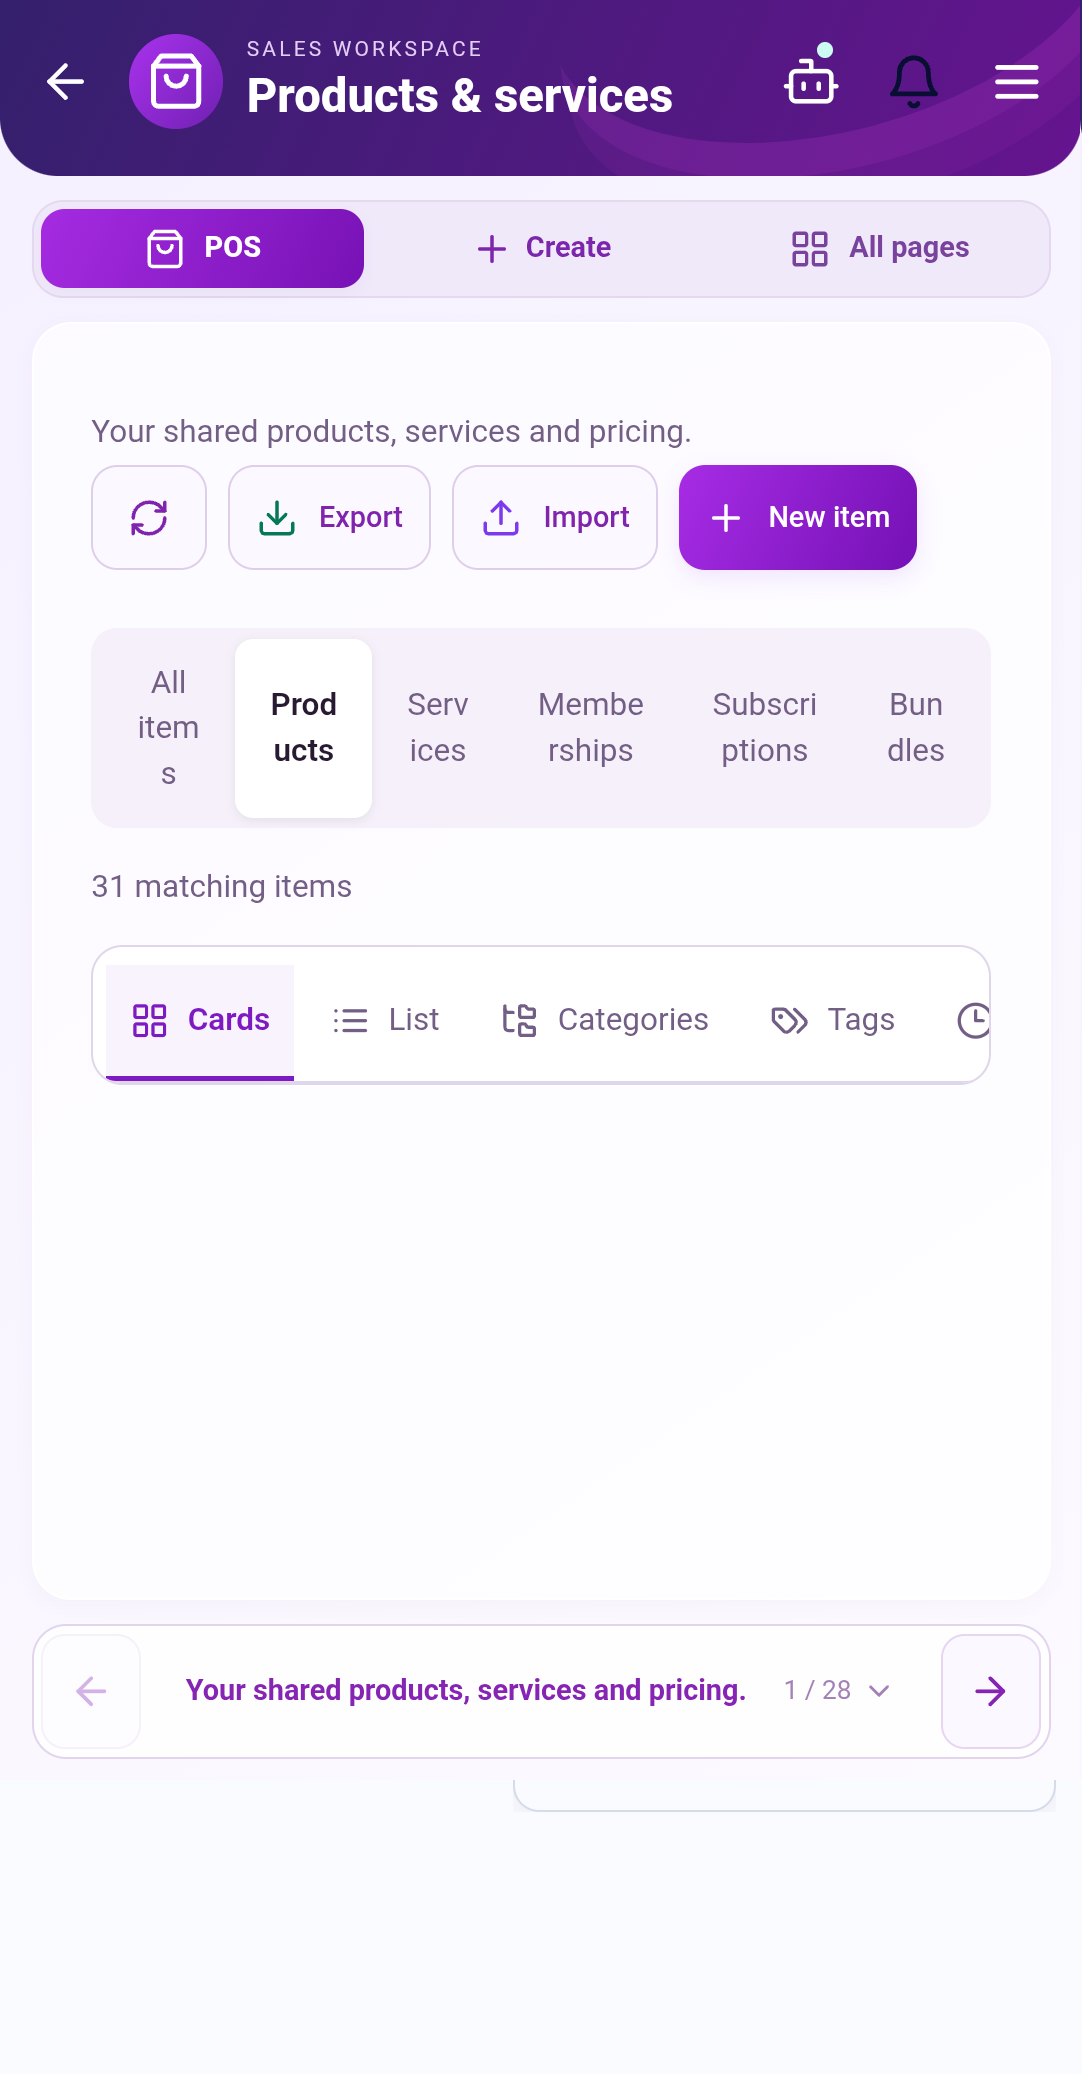 SALES WORKSPACE
Products & services
POS
Create
All pages
Your shared products, services and pricing.
Export
Import
New item
All
item
s
Prod
ucts
Serv
ices
Membe
rships
Subscri
ptions
Bun
dles
31 matching items
Cards
List
Categories
Tags
Your shared products, services and pricing.
1 / 28